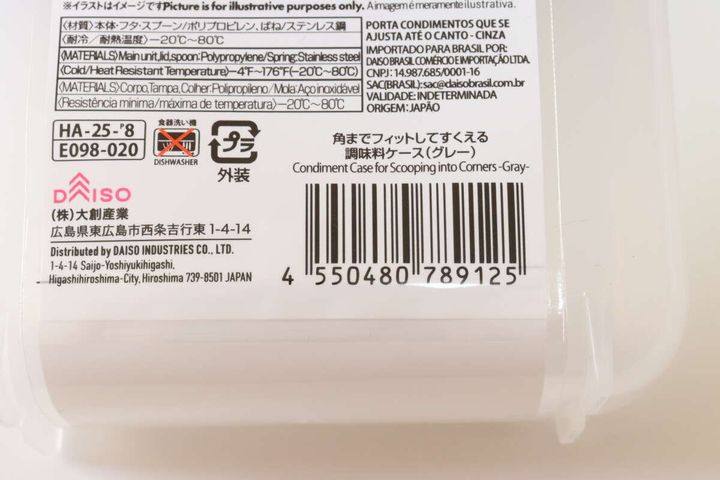 ※イラストはイメージです Picture is for illustrative purposes only. A imagem é meramente ilustrativa.
〈材質〉本体・フタ・スプーン/ポリプロピレン、ばね/ステンレス鋼
〈耐冷/耐熱温度〉−20℃〜80℃
〈MATERIALS〉Main unit,lid,spoon:Polypropylene/Spring:Stainless steel
〈Cold/Heat Resistant Temperature〉−4°F〜176°F(−20℃〜80℃)
〈MATERIALS〉Corpo,Tampa,Colher:Polipropileno/Mola:Aço inoxidável
〈Resistência mínima/máxima de temperatura〉−20℃〜80℃
PORTA CONDIMENTOS QUE SE
AJUSTA ATÉ O CANTO - CINZA
IMPORTADO PARA BRASIL POR:
DAISO BRASIL COMÉRCIO E IMPORTAÇÃO LTDA.
CNPJ: 14.987.685/0001-16
SAC(BRASIL): sac@daisobrasil.com.br
VALIDADE: INDETERMINADA
ORIGEM: JAPÃO
HA-25-P8
E098-020
食器洗い機
DISHWASHER
プラ
外装
角までフィットしてすくえる
調味料ケース(グレー)
Condiment Case for Scooping into Corners -Gray-
DAISO
(株)大創産業
広島県東広島市西条吉行東1-4-14
Distributed by DAISO INDUSTRIES CO., LTD.
1-4-14 Saijo-Yoshiyukihigashi,
Higashihiroshima-City, Hiroshima 739-8501 JAPAN
4 550480 789125